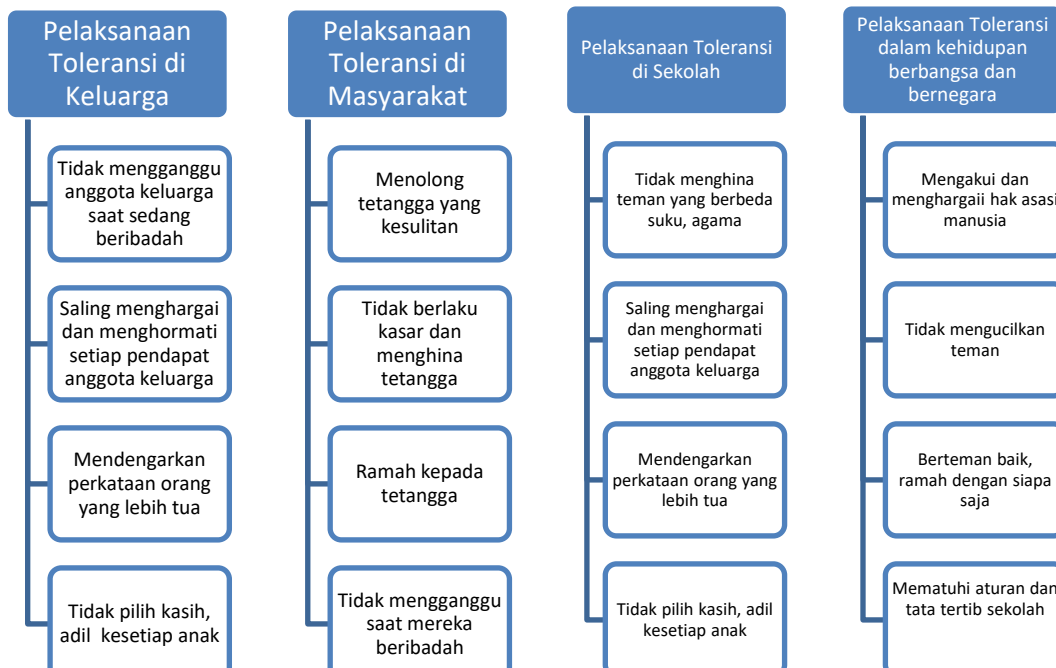 Pelaksanaan
Toleransi di
Keluarga
Tidak mengganggu
anggota keluarga
saat sedang
beribadah
Saling menghargai
dan menghormati
setiap pendapat
anggota keluarga
Mendengarkan
perkataan orang
yang lebih tua
Tidak pilih kasih,
adil kesetiap anak
Pelaksanaan
Toleransi di
Masyarakat
Menolong
tetangga yang
kesulitan
Tidak berlaku
kasar dan
menghina
tetangga
Ramah kepada
tetangga
Tidak mengganggu
saat mereka
beribadah
Pelaksanaan Toleransi
di Sekolah
Tidak menghina
teman yang berbeda
suku, agama
Saling menghargai
dan menghormati
setiap pendapat
anggota keluarga
Mendengarkan
perkataan orang yang
lebih tua
Tidak pilih kasih, adil
kesetiap anak
Pelaksanaan Toleransi
dalam kehidupan
berbangsa dan
bernegara
Mengakui dan
menghargaii hak asasi
manusia
Tidak mengucilkan
teman
Berteman baik,
ramah dengan siapa
saja
Mematuhi aturan dan
tata tertib sekolah